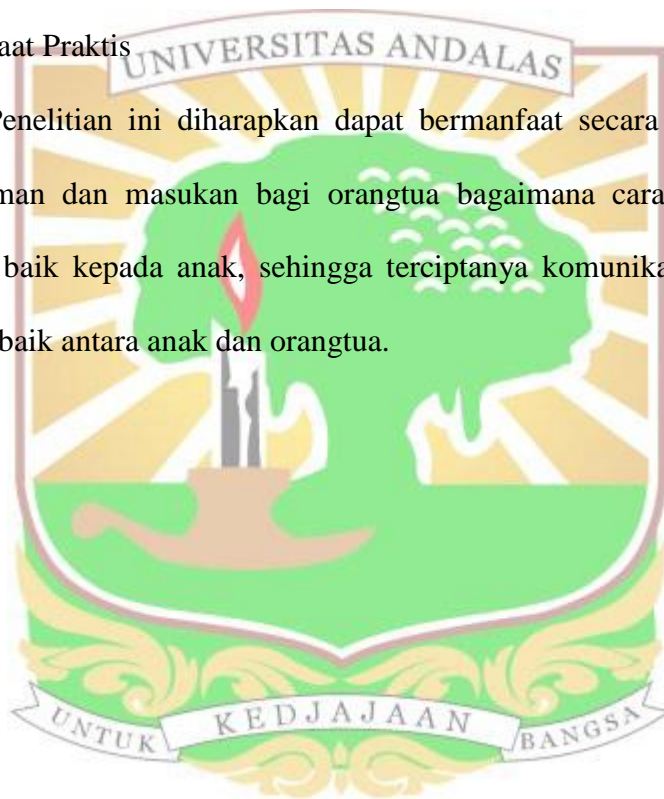 aat Praktis
UNIVERSITAS ANDALAS
Penelitian ini diharapkan dapat bermanfaat secara
man dan masukan bagi orangtua bagaimana cara
baik kepada anak, sehingga terciptanya komunika
baik antara anak dan orangtua.
UNTUK KEDJAJAAN BANGSA